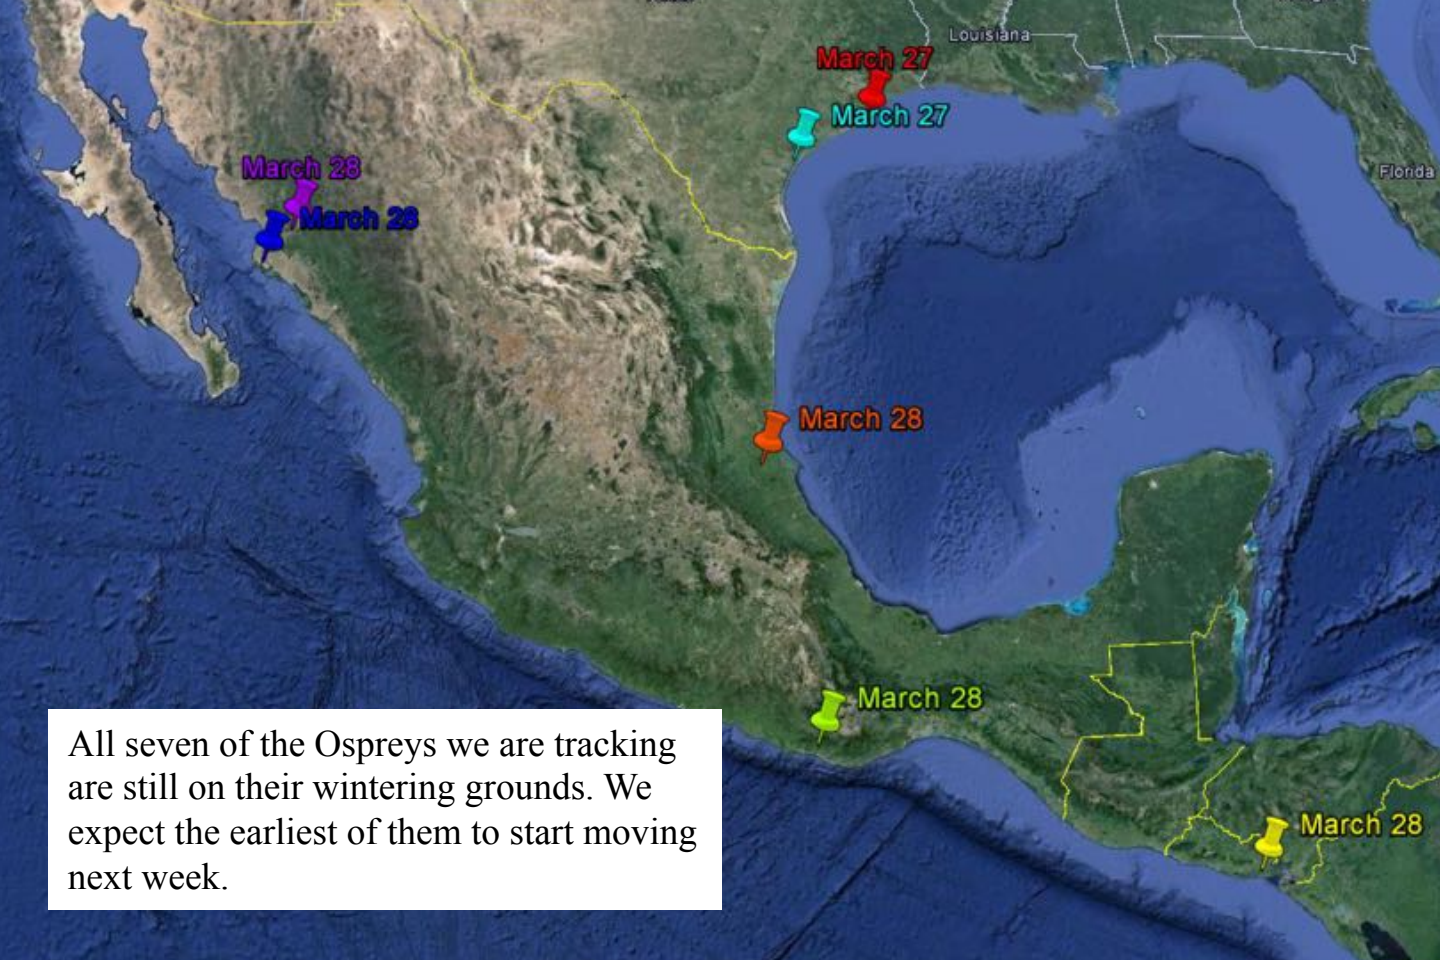 Louisiana
March 27
March 27
Florida
March 28
March 28
March 28
March 28
All seven of the Ospreys we are tracking
are still on their wintering grounds. We
expect the earliest of them to start moving
next week.
March 28